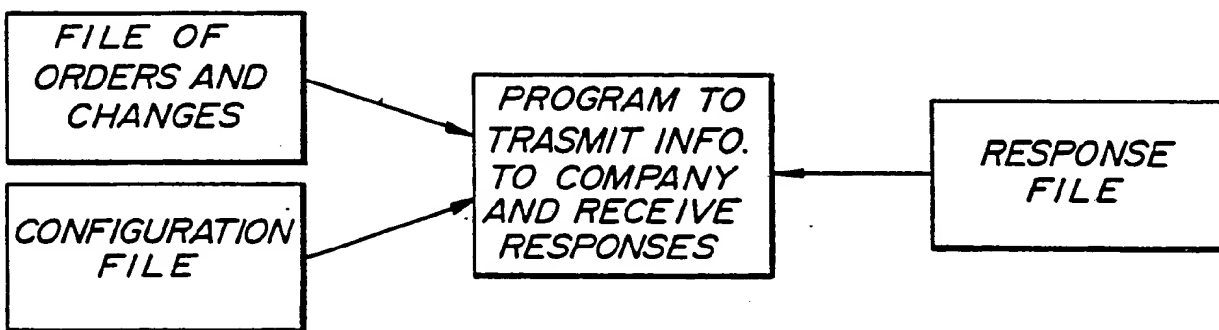 FILE OF
ORDERS AND
CHANGES
CONFIGURATION
FILE
PROGRAM TO
TRASMIT INFO.
TO COMPANY
AND RECEIVE
RESPONSES
RESPONSE
FILE